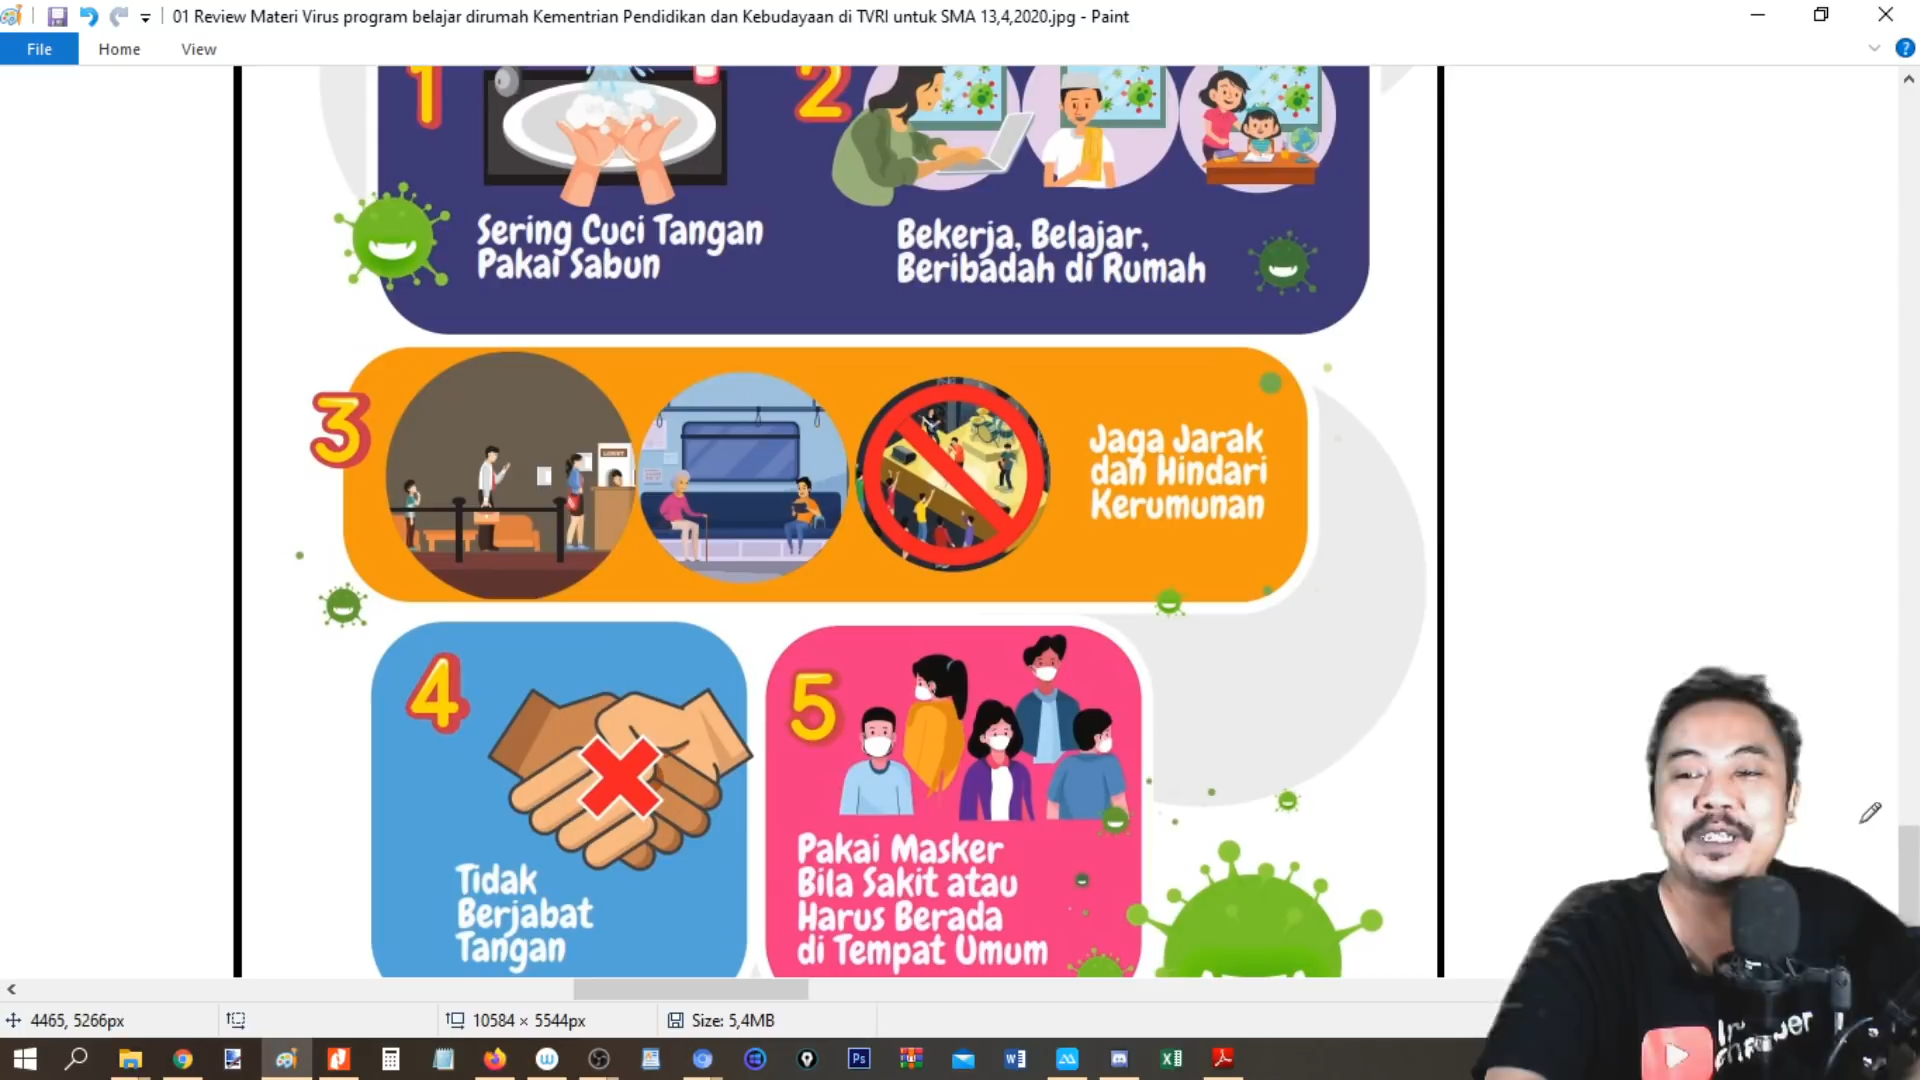 01 Review Materi Virus program belajar dirumah Kementrian Pendidikan dan Kebudayaan di TVRI untuk SMA 13,4,2020.jpg - Paint
File
Home
View
1
2
Sering Cuci Tangan
Pakai Sabun
Bekerja, Belajar,
Beribadah di Rumah
3
Jaga Jarak
dan Hindari
Kerumunan
4
Tidak
Berjabat
Tangan
5
Pakai Masker
Bila Sakit atau
Harus Berada
di Tempat Umum
4465, 5266px
10584 × 5544px
Size: 5,4MB